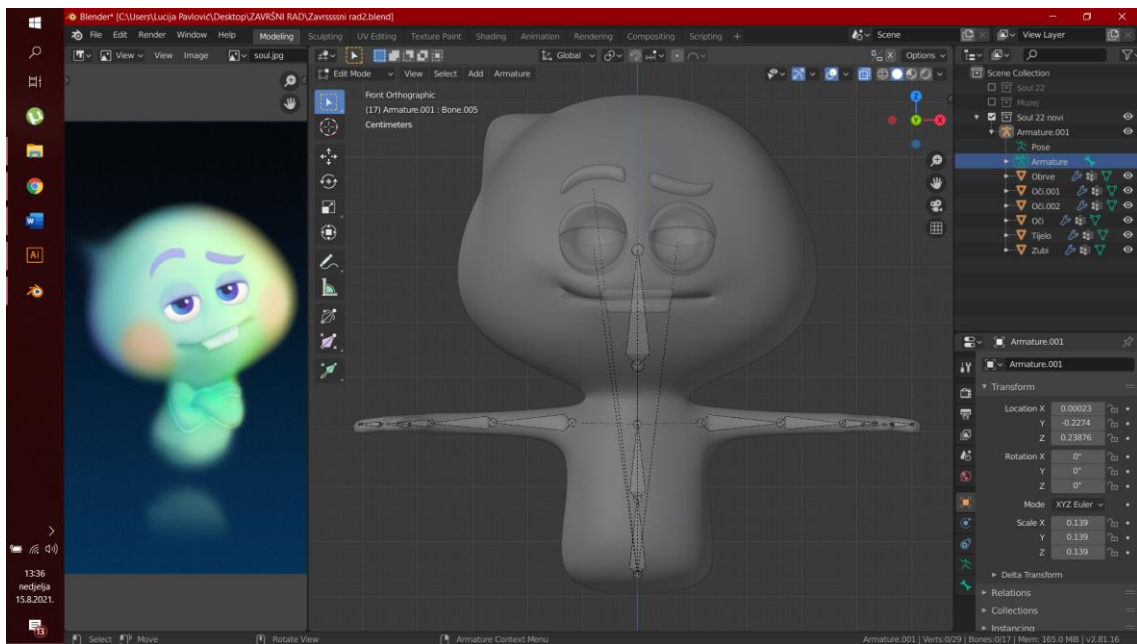 Blender* [C:\Users\Lucija Pavlović\Desktop\ZAVRŠNI RAD\Zavrssssni rad2.blend]
File Edit Render Window Help Modeling Sculpting UV Editing Texture Paint Shading Animation Rendering Compositing Scripting + Scene View Layer
View View Image soul.jpg Global Options
Edit Mode View Select Add Armature
Front Orthographic
(17) Armature.001 : Bone.005
Centimeters
Z
Y
X
Scene Collection
Soul 22
Muzej
Soul 22 novi
Armature.001
Pose
Armature
Obrve
Oči.001
Oči.002
Oči
Tijelo
Zubi
Armature.001
Armature.001
Transform
Location X 0.00023
Y -0.2274
Z 0.23876
Rotation X 0°
Y 0°
Z 0°
Mode XYZ Euler
Scale X 0.139
Y 0.139
Z 0.139
Delta Transform
Relations
Collections
Instancing
W
Ai
13:36
nedjelja
15.8.2021.
13
Select Move Rotate View Armature Context Menu Armature.001 | Verts:0/29 | Bones:0/17 | Mem: 165.0 MiB | v2.81.16